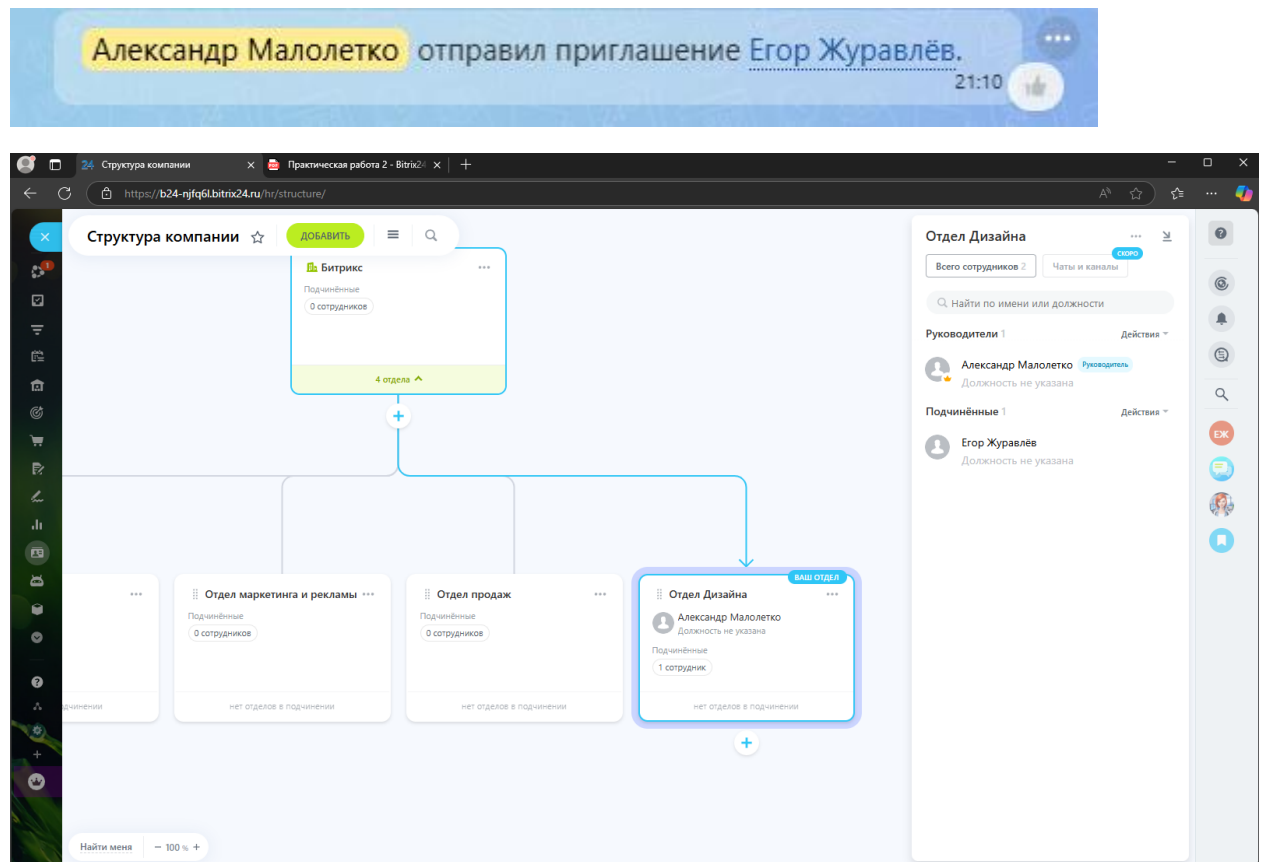 Александр Малолетко отправил приглашение Егор Журавлёв.
21:10
24 Структура компании
Практическая работа 2 - Bitrix24
https://b24-njfq6l.bitrix24.ru/hr/structure/
Структура компании
ДОБАВИТЬ
Битрикс
Подчинённые
0 сотрудников
4 отдела
чинении
Отдел маркетинга и рекламы
Подчинённые
0 сотрудников
нет отделов в подчинении
Отдел продаж
Подчинённые
0 сотрудников
нет отделов в подчинении
ВАШ ОТДЕЛ
Отдел Дизайна
Александр Малолетко
Должность не указана
Подчинённые
1 сотрудник
нет отделов в подчинении
Найти меня
− 100 % +
Отдел Дизайна
СКОРО
Всего сотрудников 2
Чаты и каналы
Найти по имени или должности
Руководители 1 Действия
Александр Малолетко Руководитель
Должность не указана
Подчинённые 1 Действия
Егор Журавлёв
Должность не указана
1
ЕЖ